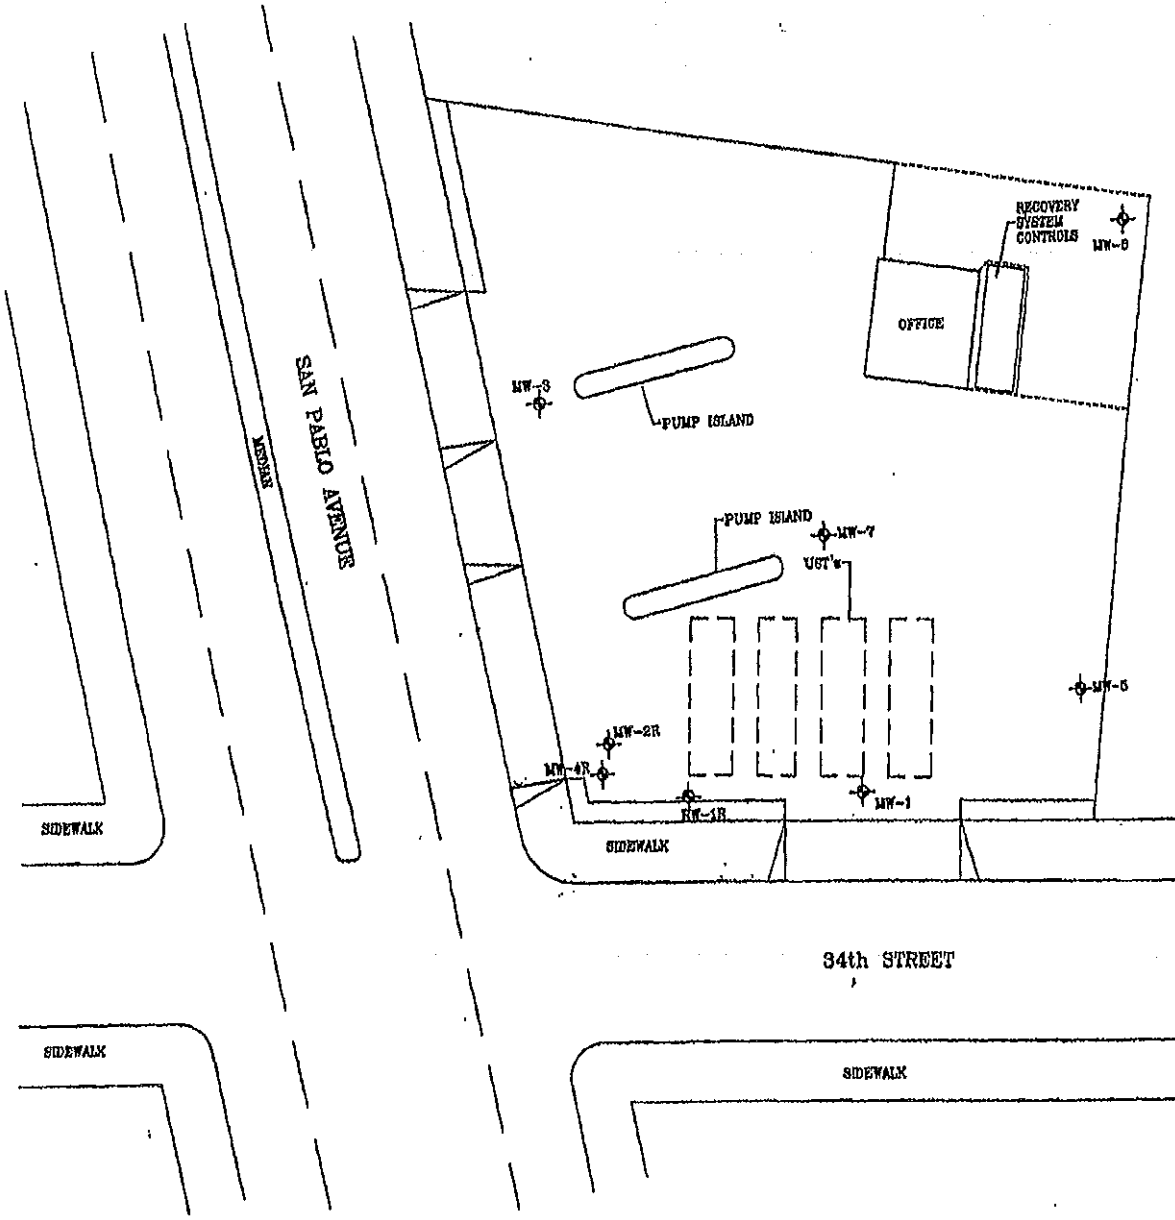 RECOVERY
SYSTEM
CONTROLS
MW-6
OFFICE
SAN PABLO AVENUE
MEDIAN
MW-3
PUMP ISLAND
PUMP ISLAND
MW-7
UST's
MW-5
MW-2R
MW-4R
RW-1R
MW-1
SIDEWALK
SIDEWALK
34th STREET
SIDEWALK
SIDEWALK